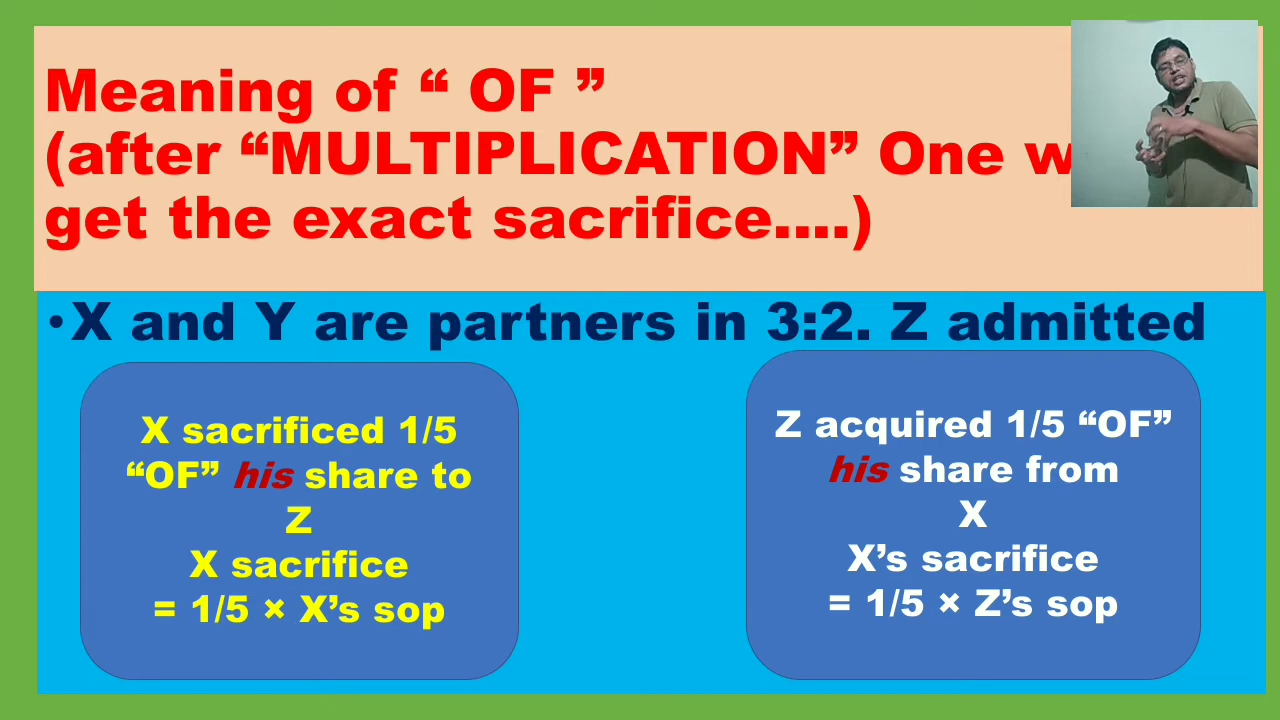 Meaning of “ OF ”
(after “MULTIPLICATION” One
get the exact sacrifice....)
•X and Y are partners in 3:2. Z admitted
X sacrificed 1/5
“OF” his share to
Z
X sacrifice
= 1/5 × X’s sop
Z acquired 1/5 “OF”
his share from
X
X’s sacrifice
= 1/5 × Z’s sop